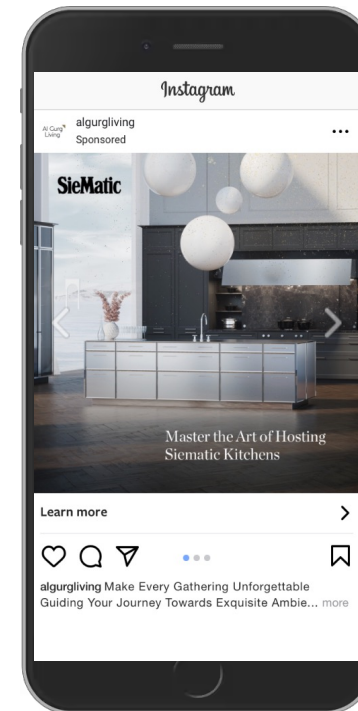 Instagram
Al Gurg
Living
algurgliving
Sponsored
SieMatic
Master the Art of Hosting
Siematic Kitchens
Learn more
algurgliving Make Every Gathering Unforgettable
Guiding Your Journey Towards Exquisite Ambie... more